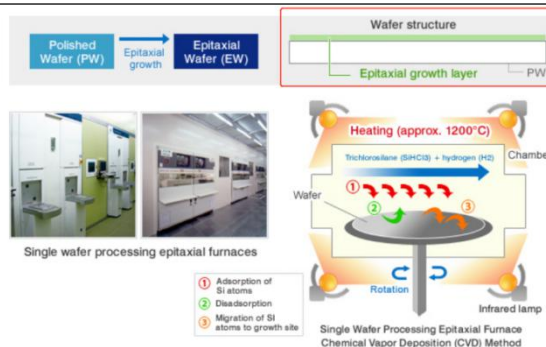 Polished
Wafer (PW)
Epitaxial
growth
Epitaxial
Wafer (EW)
Wafer structure
Epitaxial growth layer
PW
Single wafer processing epitaxial furnaces
Heating (approx. 1200°C)
Trichlorosilane (SiHCl3) + hydrogen (H2)
Chambe
Wafer
1
2
3
Rotation
Infrared lamp
1 Adsorption of
Si atoms
2 Disadsorption
3 Migration of SI
atoms to growth site
Single Wafer Processing Epitaxial Furnace
Chemical Vapor Deposition (CVD) Method